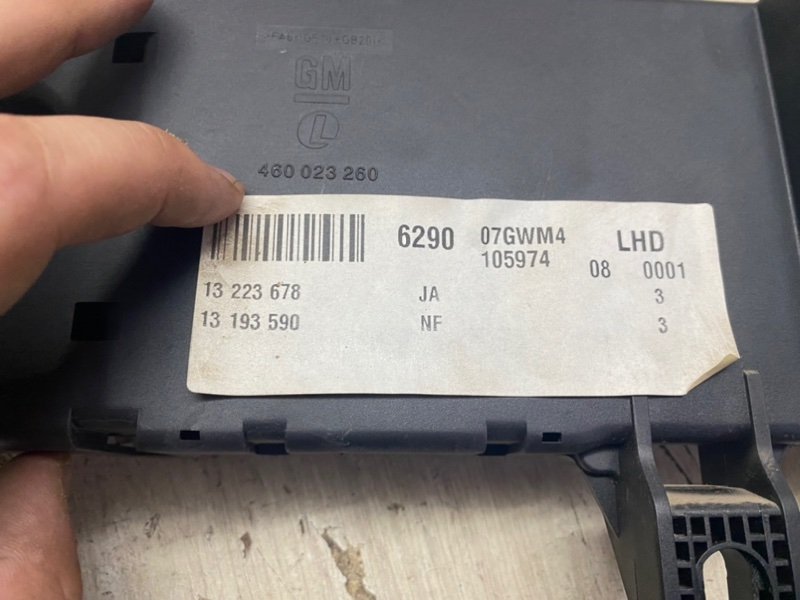 GM
L
460 023 260
6290 07GWM4 LHD
105974 08 0001
13 223 678 JA 3
13 193 590 NF 3